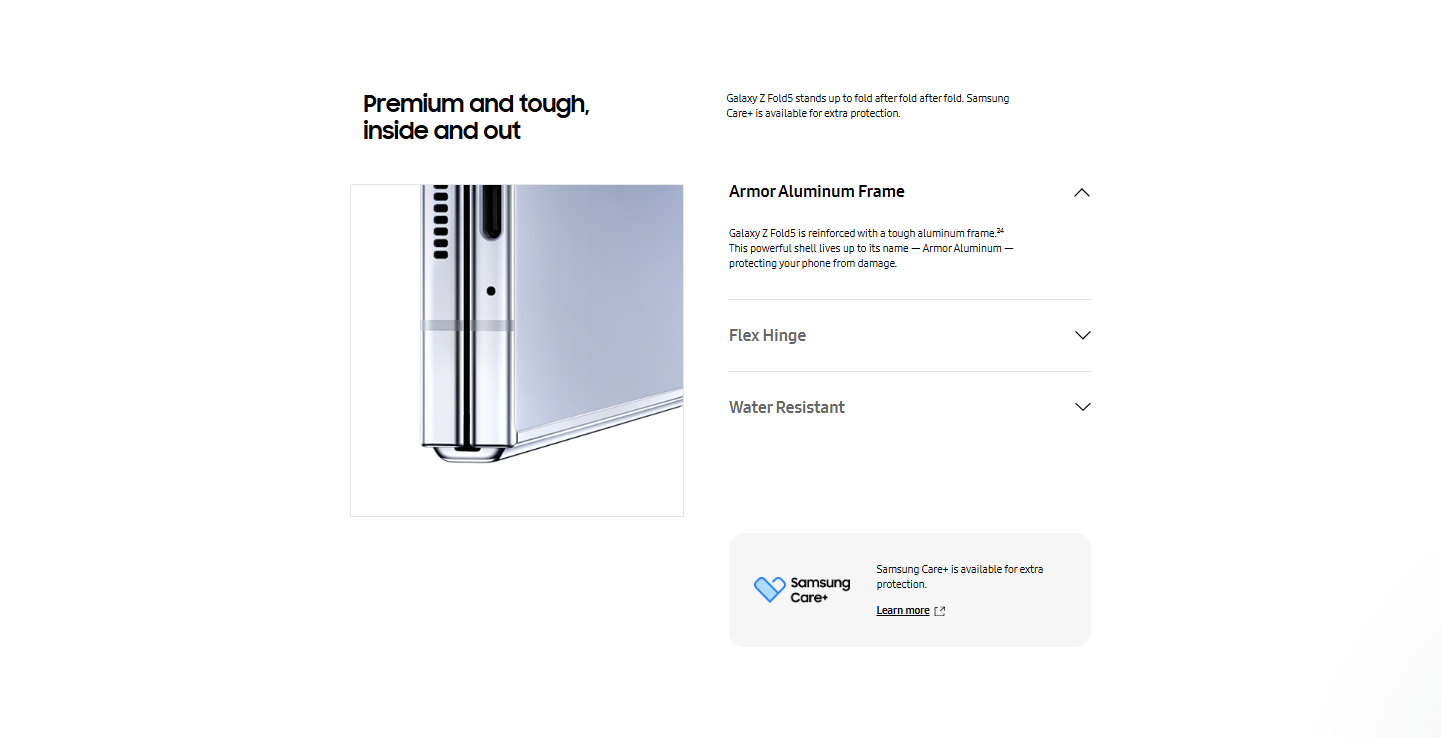 Premium and tough,
inside and out
Galaxy Z Fold5 stands up to fold after fold after fold. Samsung
Care+ is available for extra protection.
Armor Aluminum Frame
Galaxy Z Fold5 is reinforced with a tough aluminum frame.²⁴
This powerful shell lives up to its name — Armor Aluminum —
protecting your phone from damage.
Flex Hinge
Water Resistant
Samsung
Care+
Samsung Care+ is available for extra
protection.
Learn more